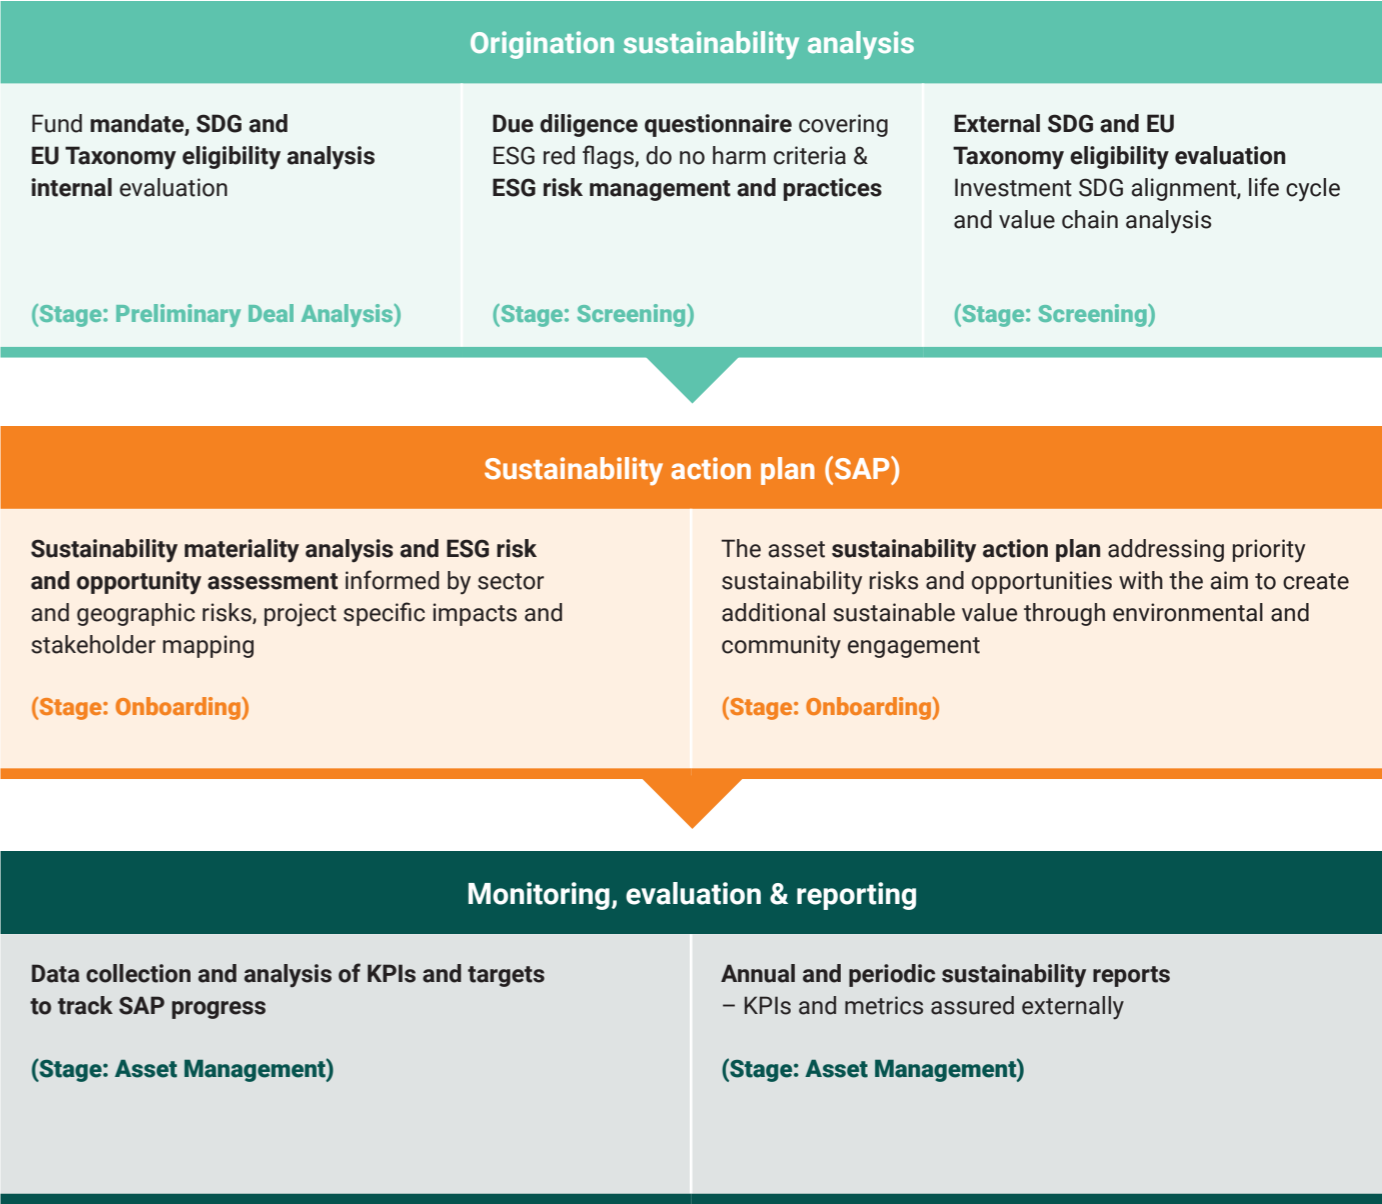 Origination sustainability analysis
Fund mandate, SDG and
EU Taxonomy eligibility analysis
internal evaluation
(Stage: Preliminary Deal Analysis)
Due diligence questionnaire covering
ESG red flags, do no harm criteria &
ESG risk management and practices
(Stage: Screening)
External SDG and EU
Taxonomy eligibility evaluation
Investment SDG alignment, life cycle
and value chain analysis
(Stage: Screening)
Sustainability action plan (SAP)
Sustainability materiality analysis and ESG risk
and opportunity assessment informed by sector
and geographic risks, project specific impacts and
stakeholder mapping
(Stage: Onboarding)
The asset sustainability action plan addressing priority
sustainability risks and opportunities with the aim to create
additional sustainable value through environmental and
community engagement
(Stage: Onboarding)
Monitoring, evaluation & reporting
Data collection and analysis of KPIs and targets
to track SAP progress
(Stage: Asset Management)
Annual and periodic sustainability reports
– KPIs and metrics assured externally
(Stage: Asset Management)